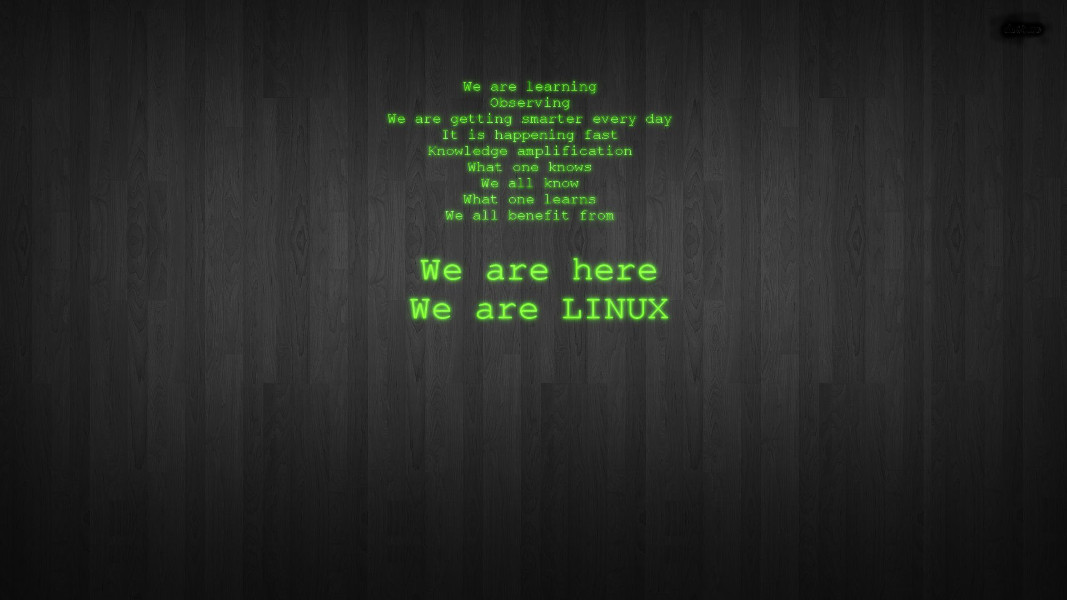 We are learning
Observing
We are getting smarter every day
It is happening fast
Knowledge amplification
What one knows
We all know
What one learns
We all benefit from
We are here
We are LINUX